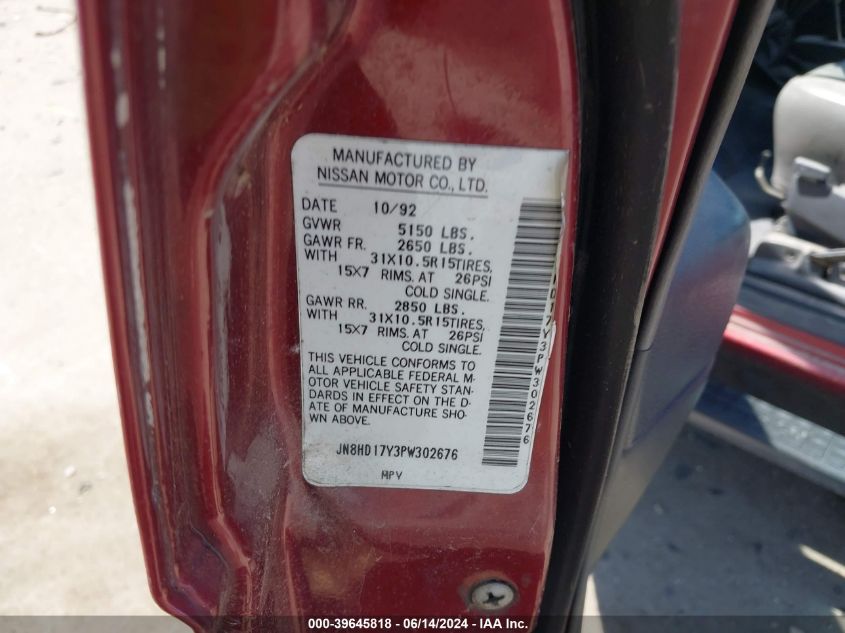 MANUFACTURED BY
NISSAN MOTOR CO., LTD.
DATE 10/92
GVWR 5150 LBS.
GAWR FR. 2650 LBS.
WITH 31X10.5R15TIRES,
15X7 RIMS. AT 26PSI
COLD SINGLE.
GAWR RR. 2850 LBS.
WITH 31X10.5R15TIRES,
15X7 RIMS. AT 26PSI
COLD SINGLE.
THIS VEHICLE CONFORMS TO
ALL APPLICABLE FEDERAL M-
OTOR VEHICLE SAFETY STAN-
DARDS IN EFFECT ON THE D-
ATE OF MANUFACTURE SHO-
WN ABOVE.
JN8HD17Y3PW302676
MPV
17Y3PW302676
000-39645818 - 06/14/2024 - IAA Inc.